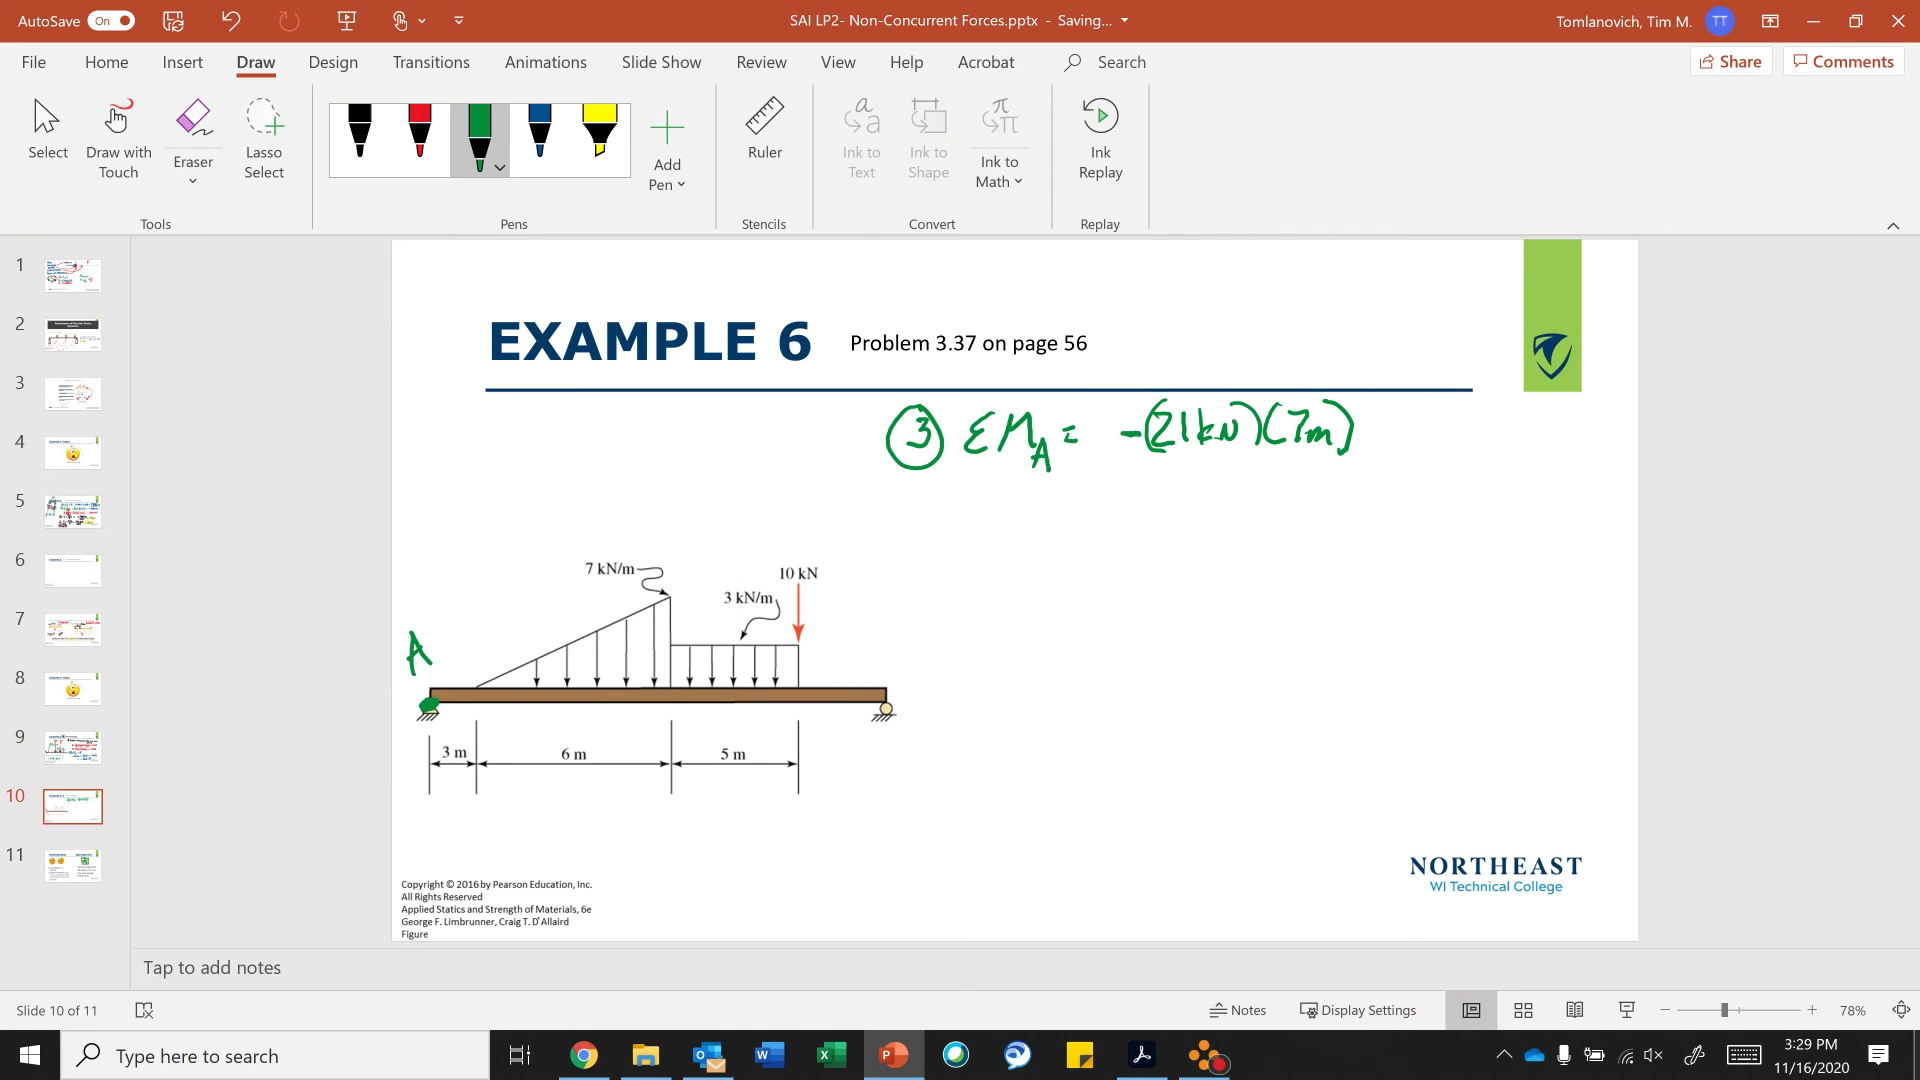 AutoSave On
SAI LP2- Non-Concurrent Forces.pptx - Saving...
Tomlanovich, Tim M. TT
File Home Insert Draw Design Transitions Animations Slide Show Review View Help Acrobat Search
Share Comments
Select
Draw with Touch
Eraser
Lasso Select
Add Pen
Ruler
Ink to Text
Ink to Shape
Ink to Math
Ink Replay
Tools Pens Stencils Convert Replay
1
2
3
4
5
6
7
8
9
10
11
EXAMPLE 6 Problem 3.37 on page 56
③ ΣM_A = -(21kN)(7m)
7 kN/m
10 kN
3 kN/m
A
3 m 6 m 5 m
NORTHEAST
WI Technical College
Copyright © 2016 by Pearson Education, Inc.
All Rights Reserved
Applied Statics and Strength of Materials, 6e
George F. Limbrunner, Craig T. D'Allaird
Figure
Tap to add notes
Slide 10 of 11
Notes Display Settings 78%
Type here to search
3:29 PM
11/16/2020